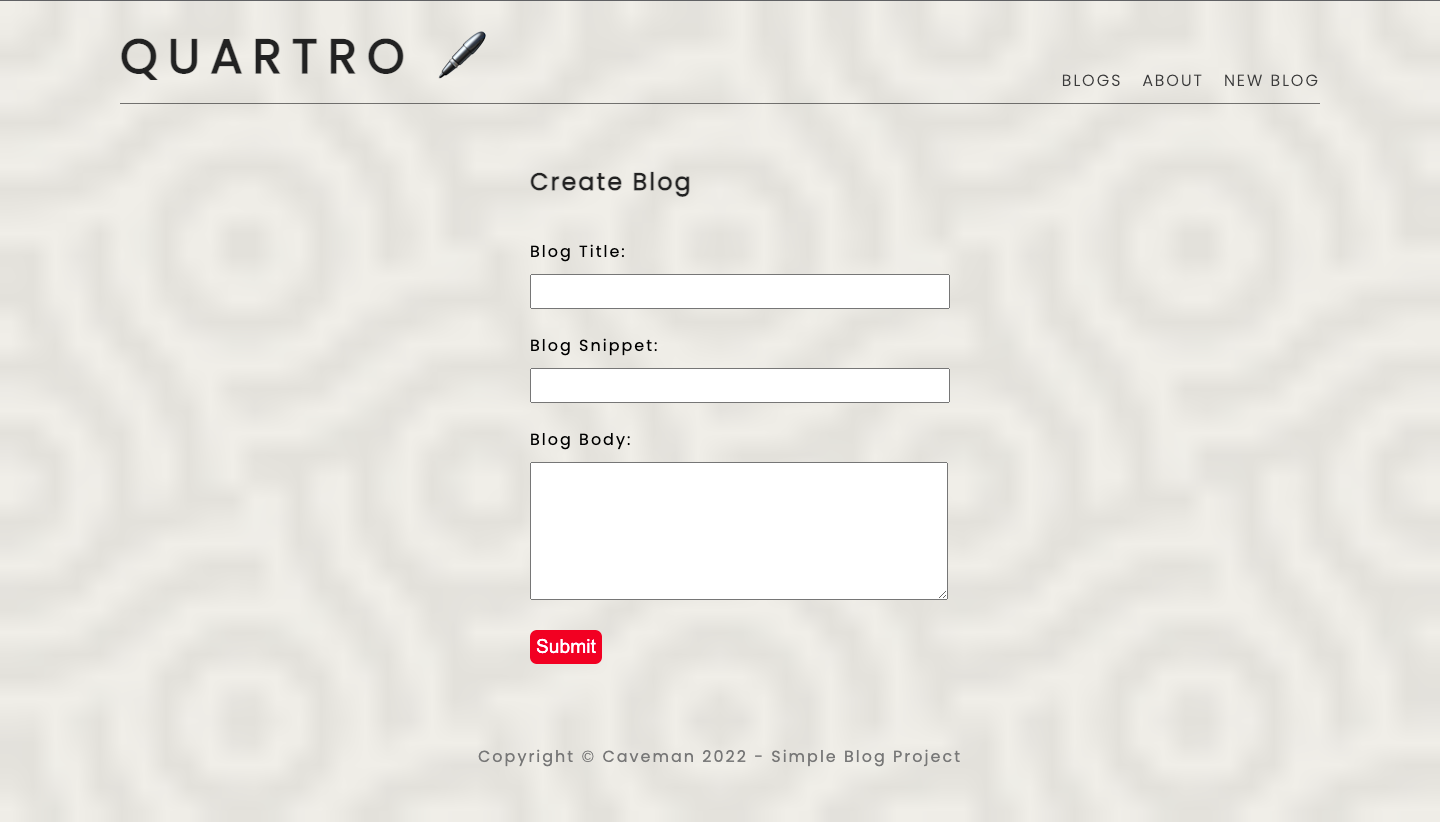 QUARTRO 🖋️
BLOGS ABOUT NEW BLOG
Create Blog
Blog Title:
Blog Snippet:
Blog Body:
Submit
Copyright © Caveman 2022 - Simple Blog Project